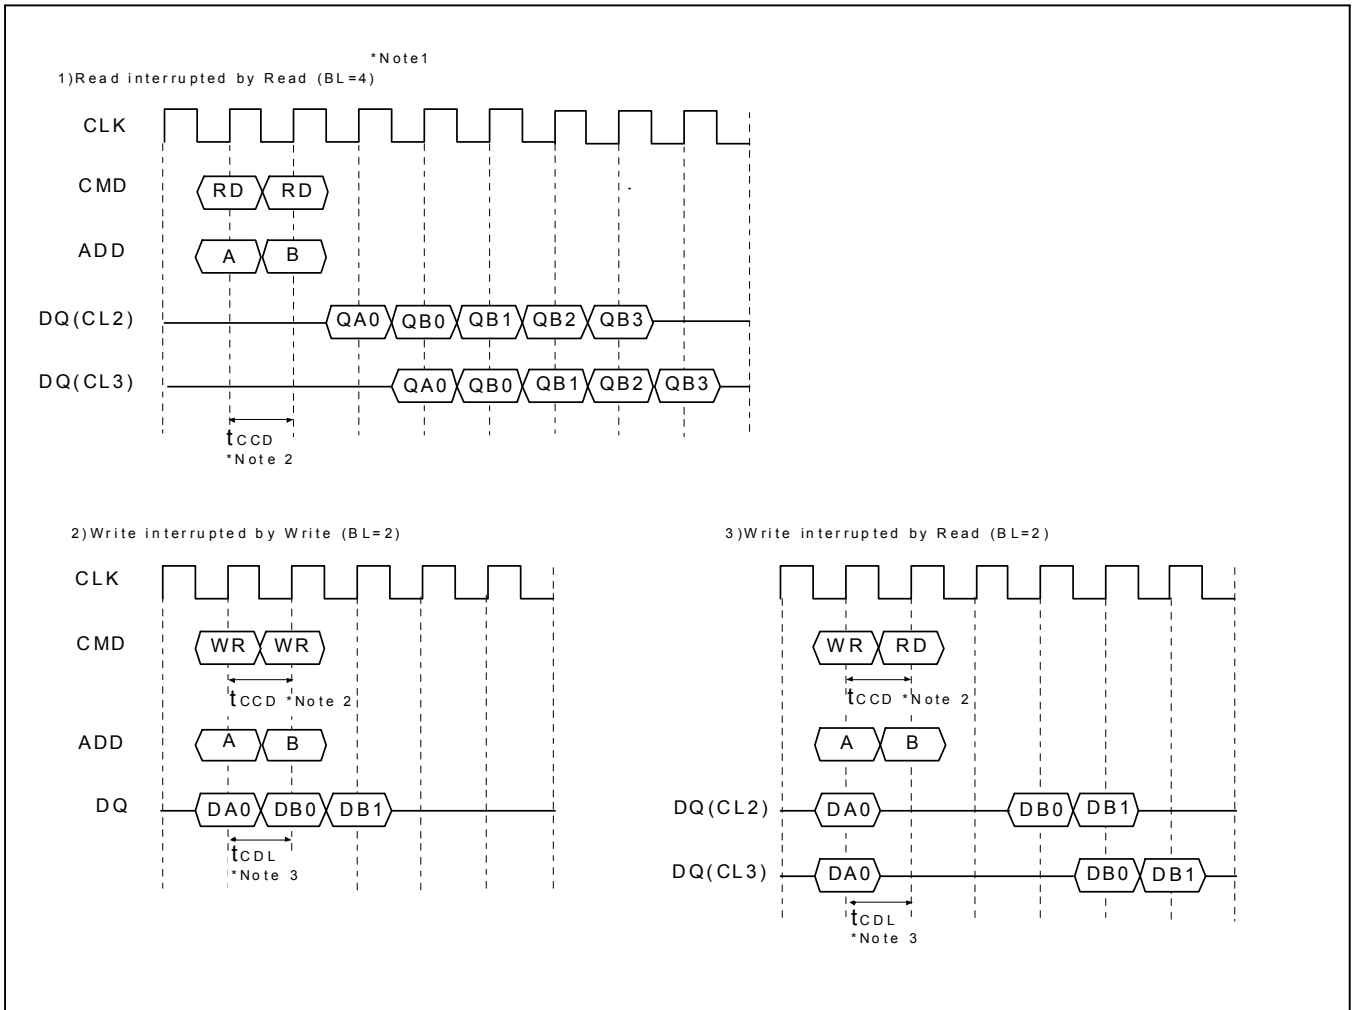 *Note1
1)Read interrupted by Read (BL=4)
CLK
CMD RD RD
ADD A B
DQ(CL2) QA0 QB0 QB1 QB2 QB3
DQ(CL3) QA0 QB0 QB1 QB2 QB3
tCCD
*Note 2
2)Write interrupted by Write (BL=2)
CLK
CMD WR WR
tCCD *Note 2
ADD A B
DQ DA0 DB0 DB1
tCDL
*Note 3
3)Write interrupted by Read (BL=2)
WR RD
tCCD *Note 2
A B
DQ(CL2) DA0 DB0 DB1
DQ(CL3) DA0 DB0 DB1
tCDL
*Note 3